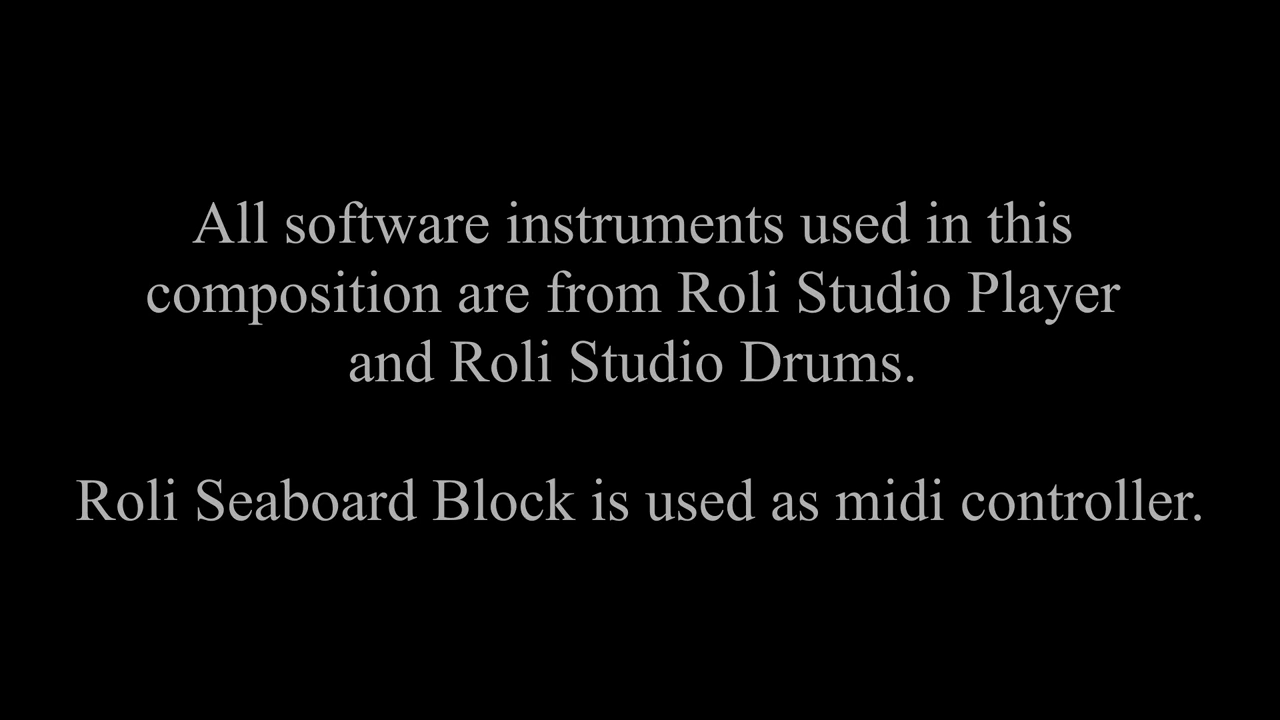 All software instruments used in this
composition are from Roli Studio Player
and Roli Studio Drums.
Roli Seaboard Block is used as midi controller.